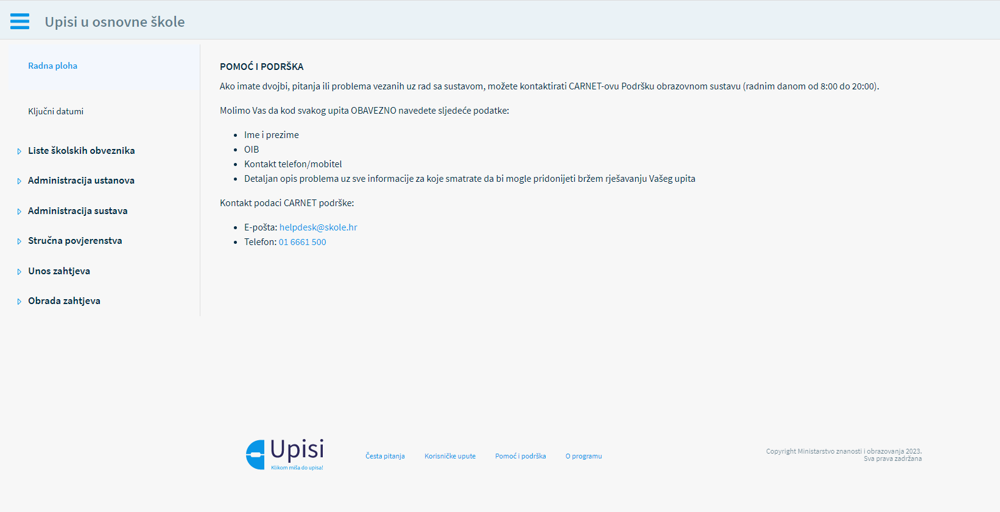 Upisi u osnovne škole
Radna ploha
Ključni datumi
Liste školskih obveznika
Administracija ustanova
Administracija sustava
Stručna povjerenstva
Unos zahtjeva
Obrada zahtjeva
POMOĆ I PODRŠKA
Ako imate dvojbi, pitanja ili problema vezanih uz rad sa sustavom, možete kontaktirati CARNET-ovu Podršku obrazovnom sustavu (radnim danom od 8:00 do 20:00).
Molimo Vas da kod svakog upita OBAVEZNO navedete sljedeće podatke:
Ime i prezime
OIB
Kontakt telefon/mobitel
Detaljan opis problema uz sve informacije za koje smatrate da bi mogle pridonijeti bržem rješavanju Vašeg upita
Kontakt podaci CARNET podrške:
E-pošta: helpdesk@skole.hr
Telefon: 01 6661 500
Upisi
Klikom miša do upisa!
Česta pitanja
Korisničke upute
Pomoć i podrška
O programu
Copyright Ministarstvo znanosti i obrazovanja 2023.
Sva prava zadržana